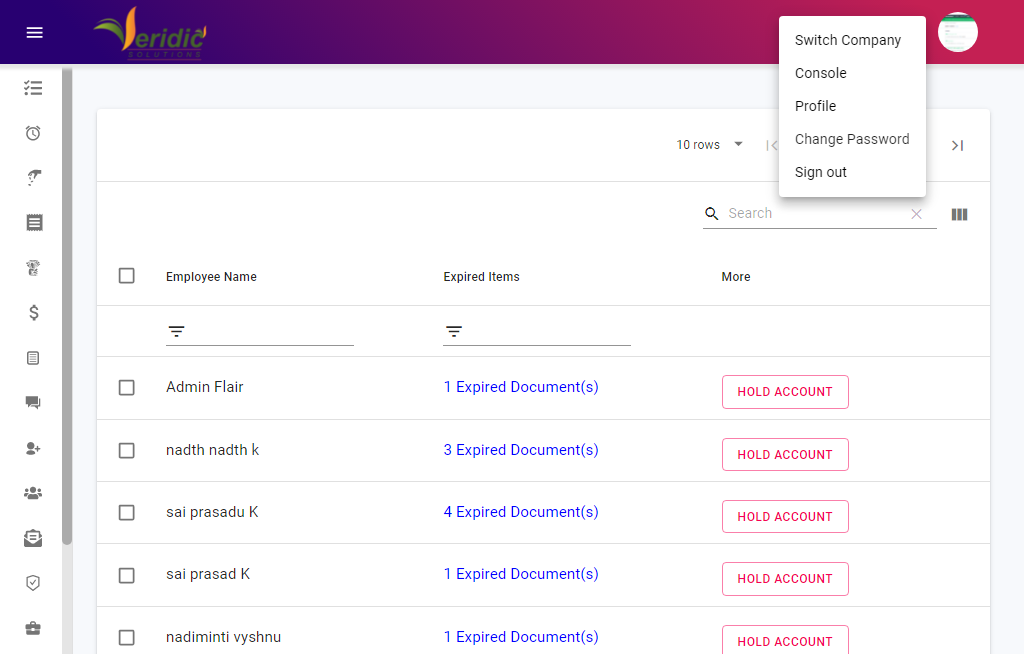 eridic
SOLUTIONS
Switch Company
Console
Profile
Change Password
Sign out
10 rows
Search
Employee Name
Expired Items
More
Admin Flair
1 Expired Document(s)
HOLD ACCOUNT
nadth nadth k
3 Expired Document(s)
HOLD ACCOUNT
sai prasadu K
4 Expired Document(s)
HOLD ACCOUNT
sai prasad K
1 Expired Document(s)
HOLD ACCOUNT
nadiminti vyshnu
1 Expired Document(s)
HOLD ACCOUNT